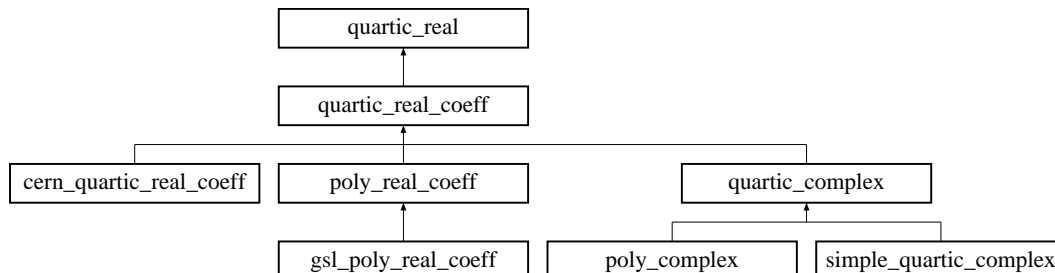 quartic_real
quartic_real_coeff
cern_quartic_real_coeff poly_real_coeff quartic_complex
gsl_poly_real_coeff poly_complex simple_quartic_complex